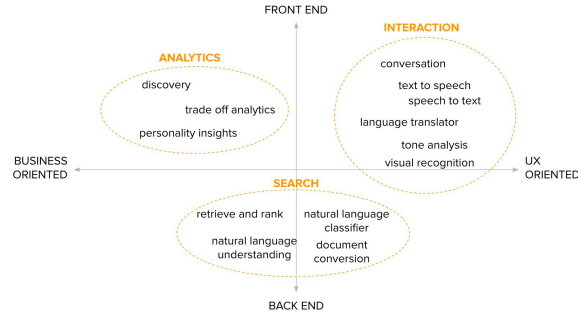 FRONT END
INTERACTION
ANALYTICS
conversation
discovery
text to speech
speech to text
trade off analytics
language translator
personality insights
tone analysis
visual recognition
BUSINESS
ORIENTED
UX
ORIENTED
SEARCH
retrieve and rank
natural language
classifier
natural language
understanding
document
conversion
BACK END